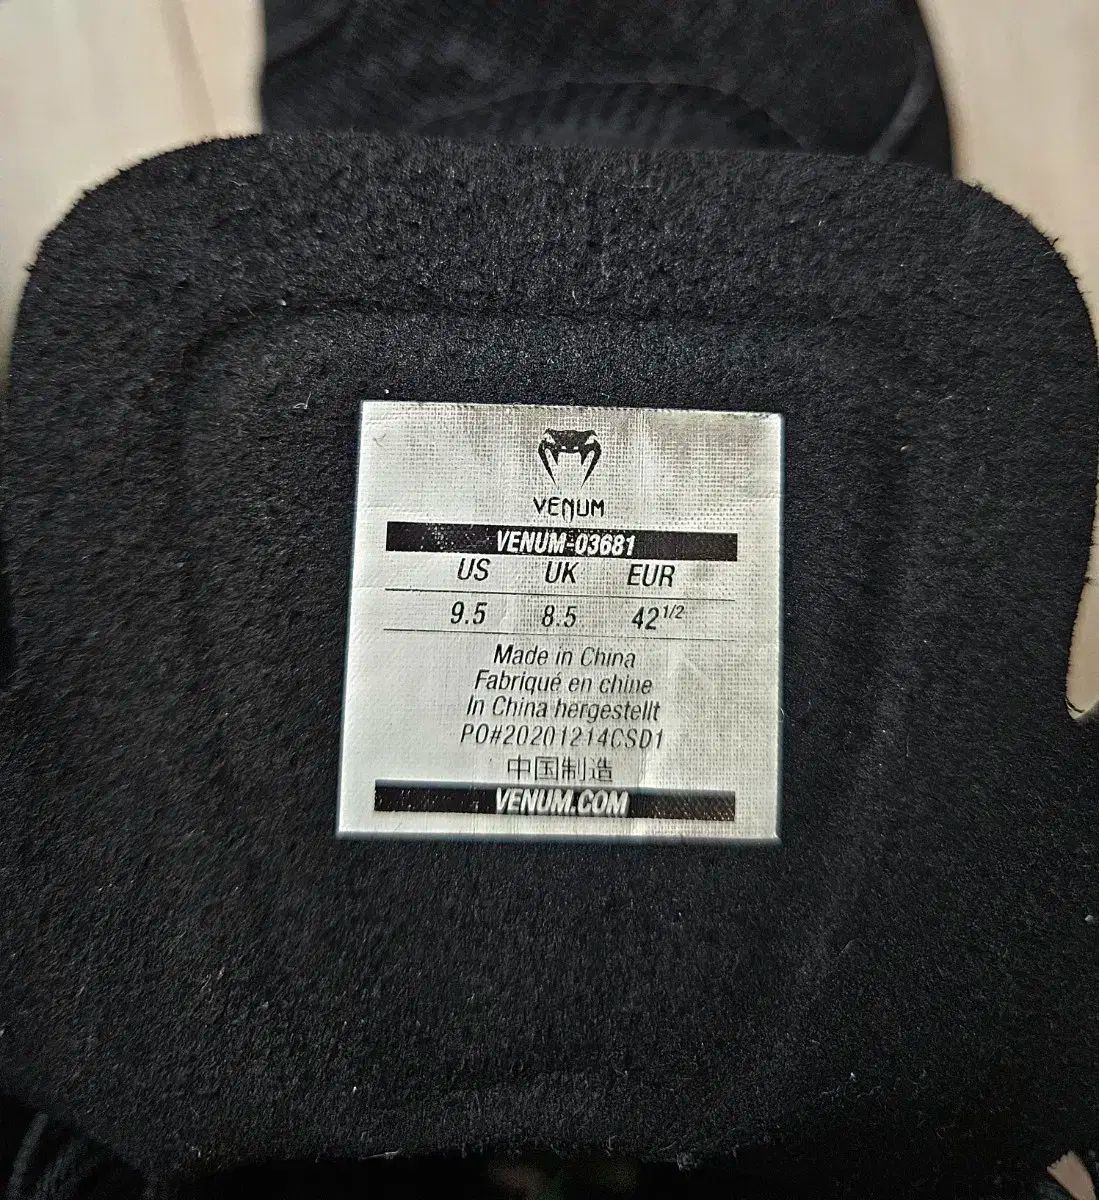 VENUM
VENUM-03681
US UK EUR
9.5 8.5 42 1/2
Made in China
Fabriqué en chine
In China hergestellt
PO#20201214CSD1
中国制造
VENUM.COM